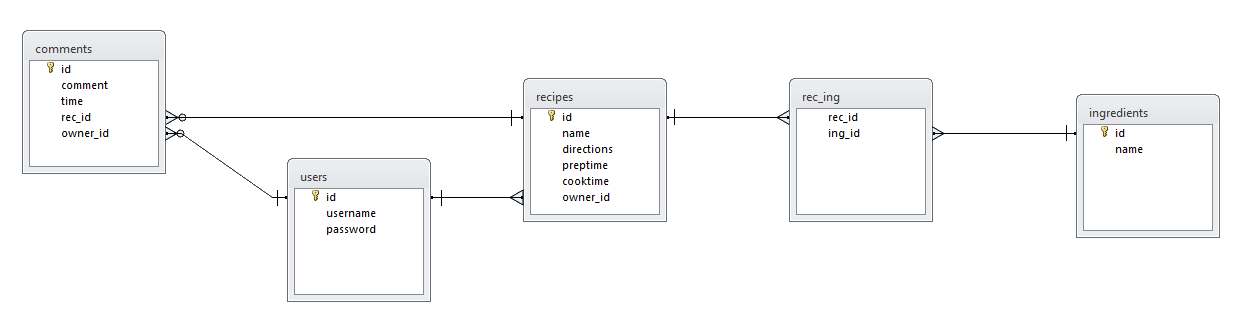 comments
id
comment
time
rec_id
owner_id
users
id
username
password
recipes
id
name
directions
preptime
cooktime
owner_id
rec_ing
rec_id
ing_id
ingredients
id
name